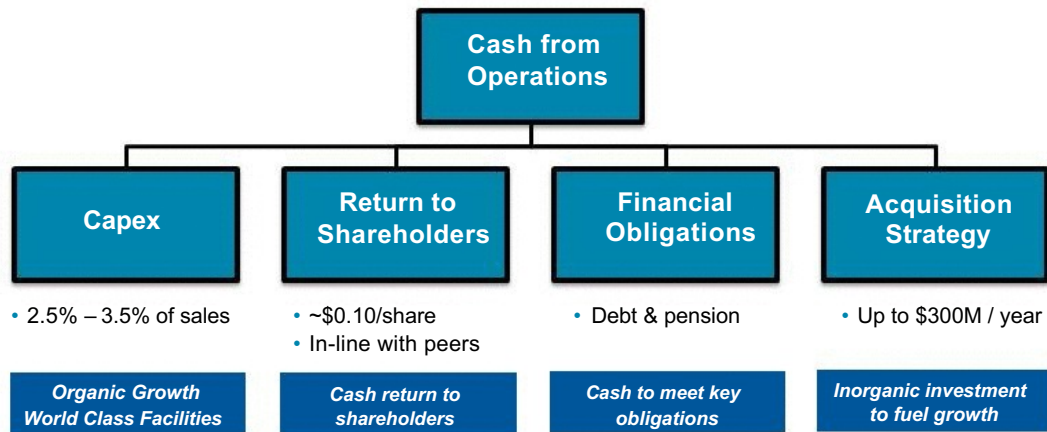 Cash from
Operations
Capex
Return to
Shareholders
Financial
Obligations
Acquisition
Strategy
• 2.5% – 3.5% of sales
• ~$0.10/share
• In-line with peers
• Debt & pension
• Up to $300M / year
Organic Growth
World Class Facilities
Cash return to
shareholders
Cash to meet key
obligations
Inorganic investment
to fuel growth